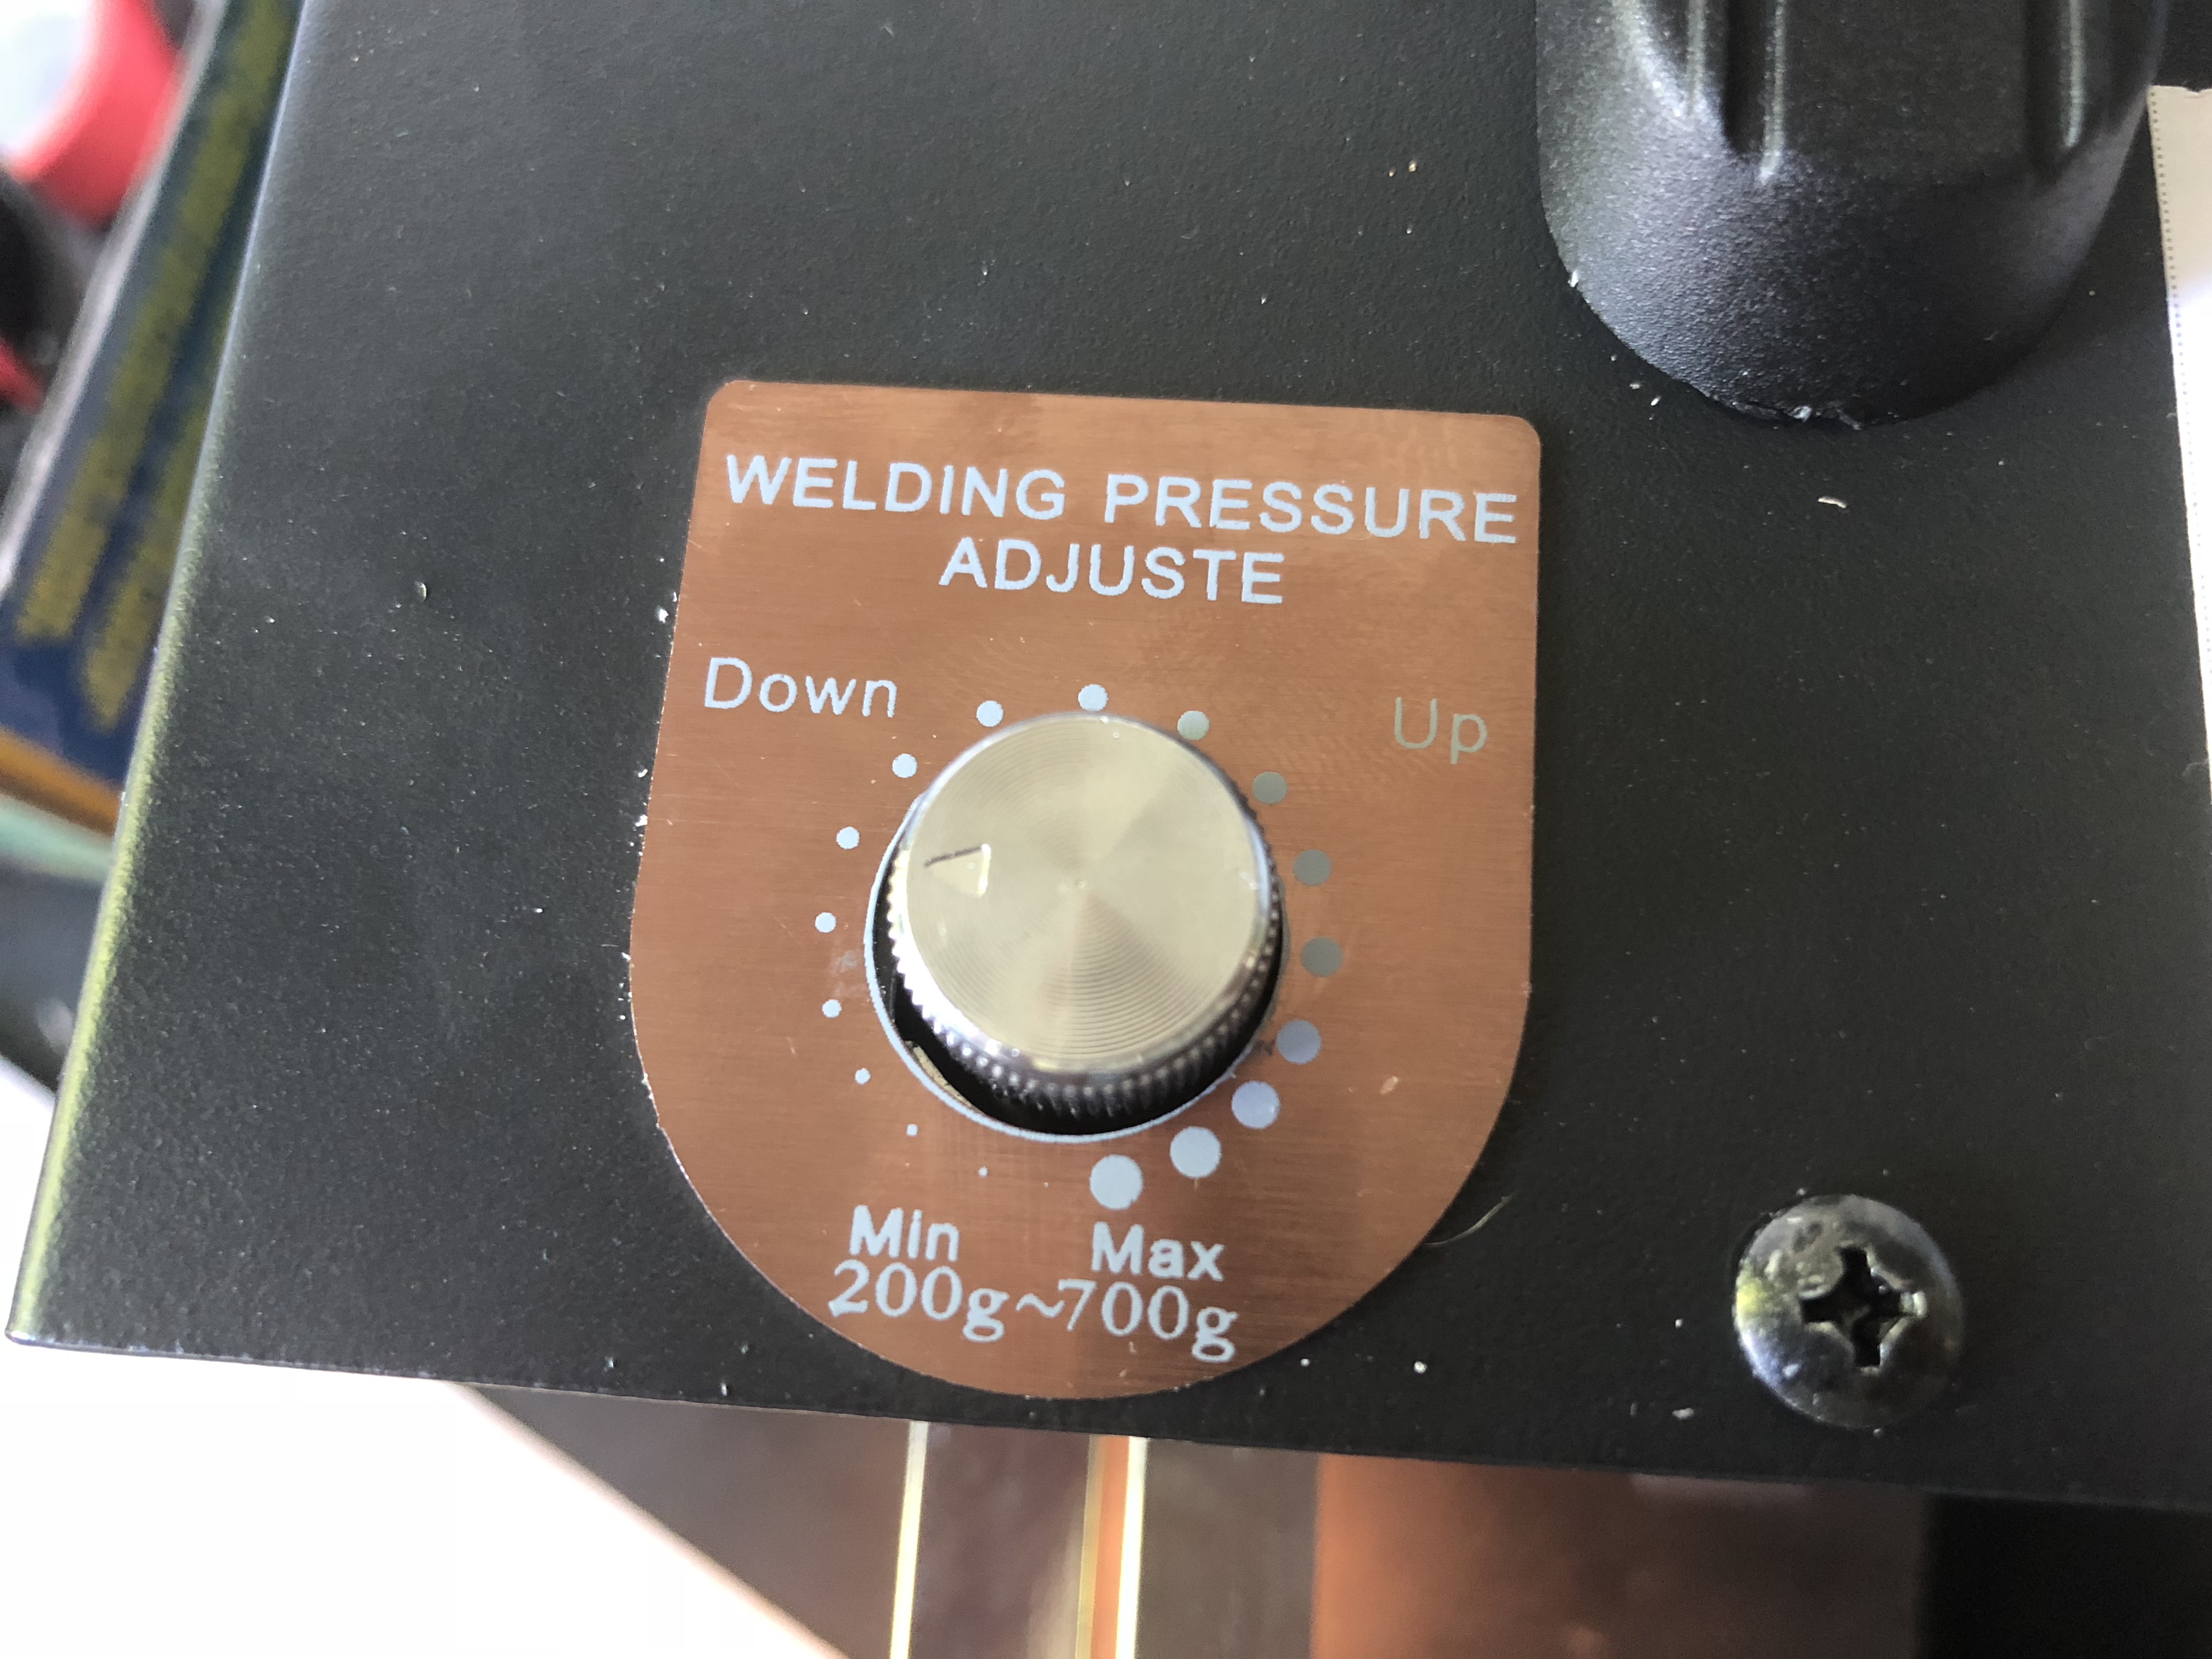 WELDING PRESSURE
ADJUSTE
Down Up
Min Max
200g~700g